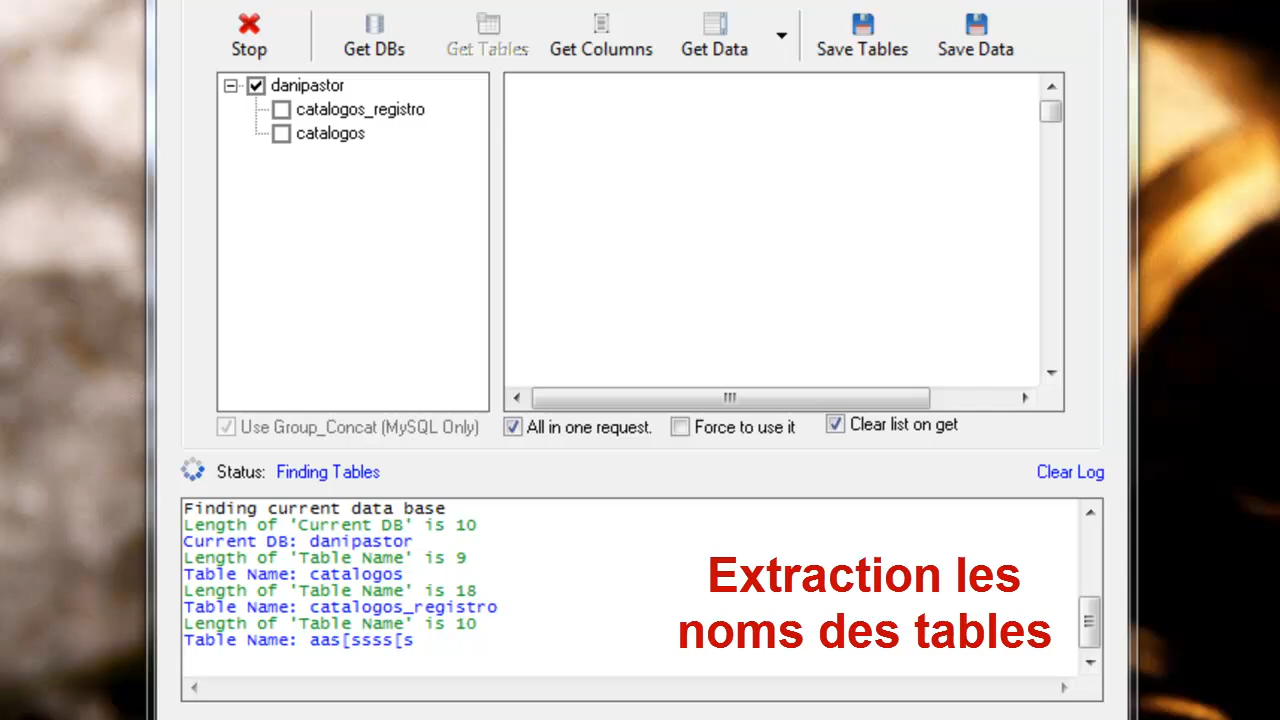 Stop Get DBs Get Tables Get Columns Get Data Save Tables Save Data
danipastor
catalogos_registro
catalogos
Use Group_Concat (MySQL Only) All in one request. Force to use it Clear list on get
Status: Finding Tables Clear Log
Finding current data base
Length of 'Current DB' is 10
Current DB: danipastor
Length of 'Table Name' is 9
Table Name: catalogos
Length of 'Table Name' is 18
Table Name: catalogos_registro
Length of 'Table Name' is 10
Table Name: aas[ssss[s
Extraction les
noms des tables